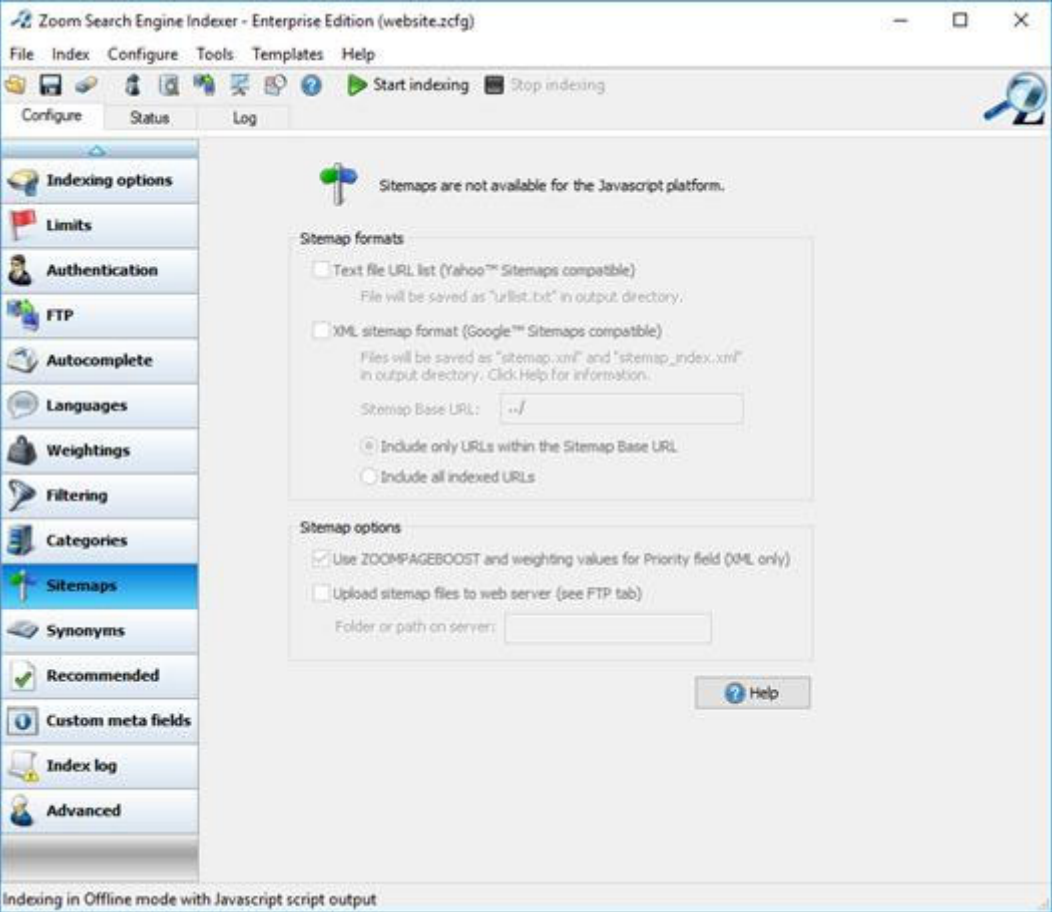 Zoom Search Engine Indexer - Enterprise Edition (website.zcfg)
File Index Configure Tools Templates Help
Start indexing Stop indexing
Configure Status Log
Indexing options
Limits
Authentication
FTP
Autocomplete
Languages
Weightings
Filtering
Categories
Sitemaps
Synonyms
Recommended
Custom meta fields
Index log
Advanced
Sitemaps are not available for the Javascript platform.
Sitemap formats
Text file URL list (Yahoo™ Sitemaps compatible)
File will be saved as "urllist.txt" in output directory.
XML sitemap format (Google™ Sitemaps compatible)
Files will be saved as "sitemap.xml" and "sitemap_index.xml"
in output directory. Click Help for information.
Sitemap Base URL: ../
Include only URLs within the Sitemap Base URL
Include all indexed URLs
Sitemap options
Use ZOOMPAGEBOOST and weighting values for Priority field (XML only)
Upload sitemap files to web server (see FTP tab)
Folder or path on server:
Help
Indexing in Offline mode with Javascript script output